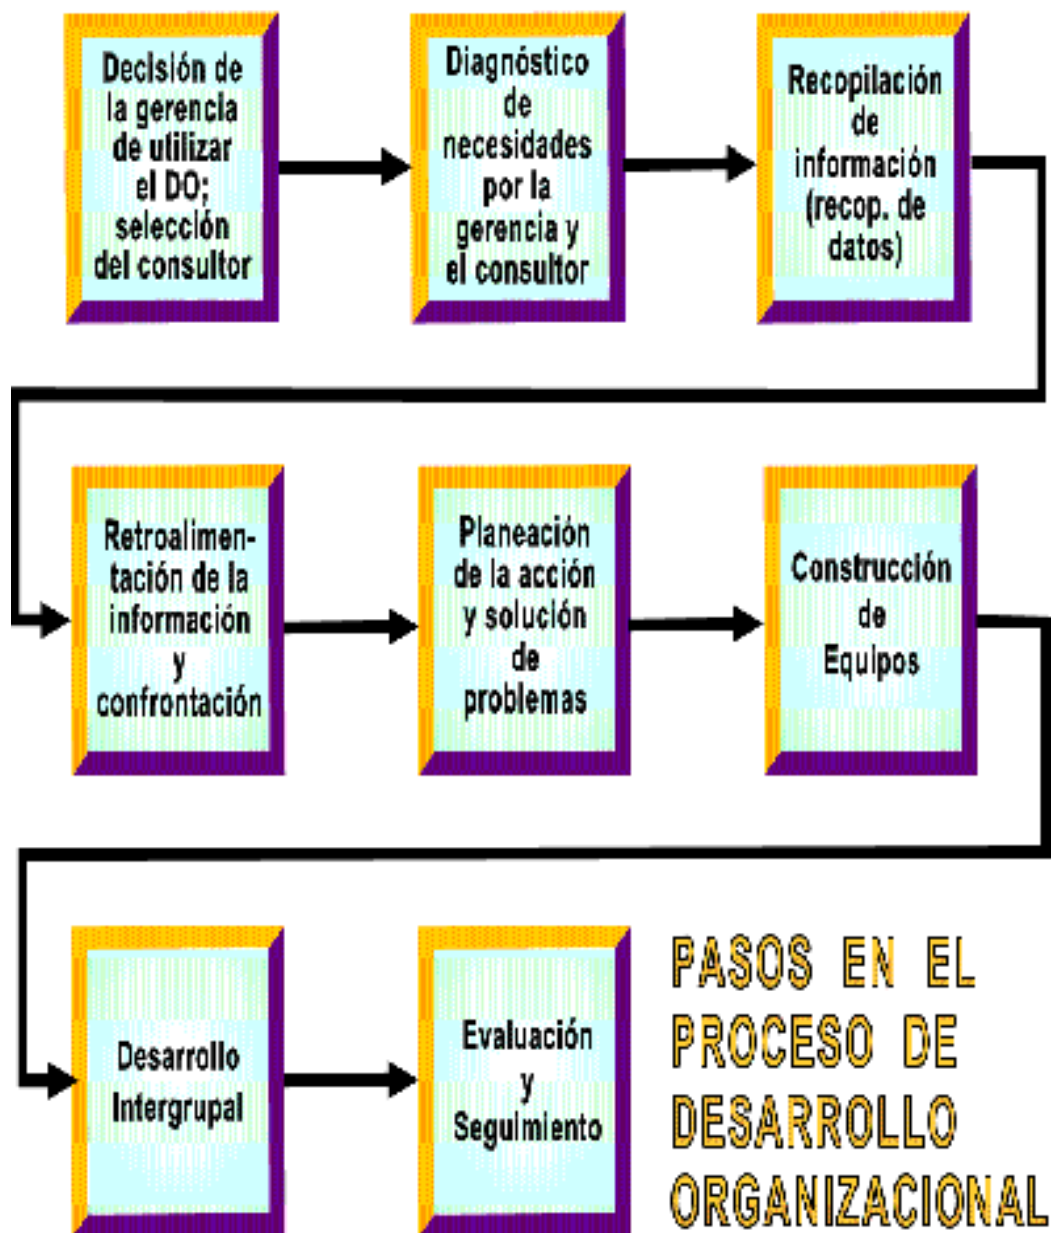 Decisión de
la gerencia
de utilizar
el DO;
selección
del consultor
Diagnóstico
de
necesidades
por la
gerencia y
el consultor
Recopilación
de
información
(recop. de
datos)
Retroalimen-
tación de la
información
y
confrontación
Planeación
de la acción
y solución
de
problemas
Construcción
de
Equipos
Desarrollo
Intergrupal
Evaluación
y
Seguimiento
PASOS EN EL
PROCESO DE
DESARROLLO
ORGANIZACIONAL